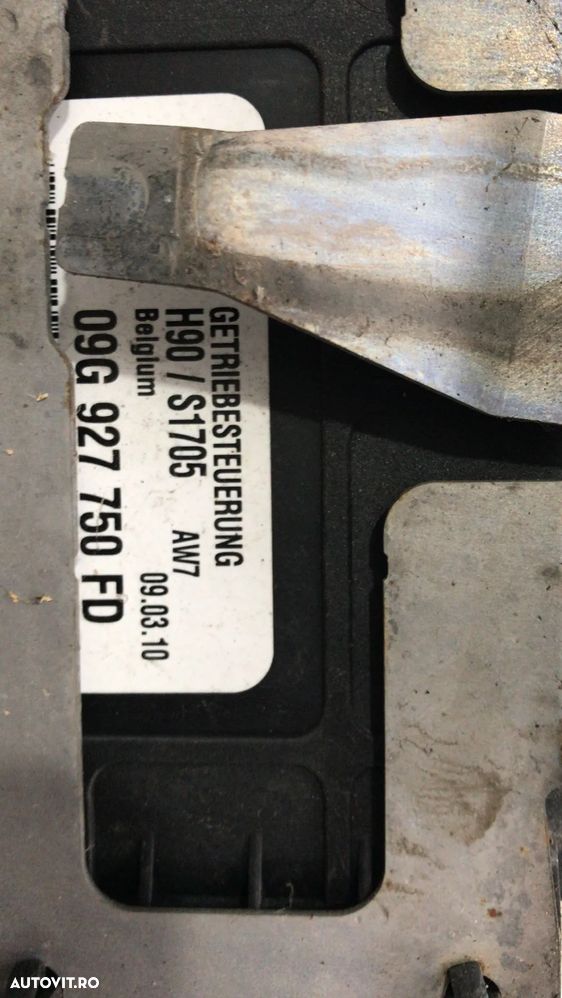 GETRIEBESTEUERUNG
H90 / S1705 AW7
Belgium 09.03.10
09G 927 750 FD
AUTOVIT.RO